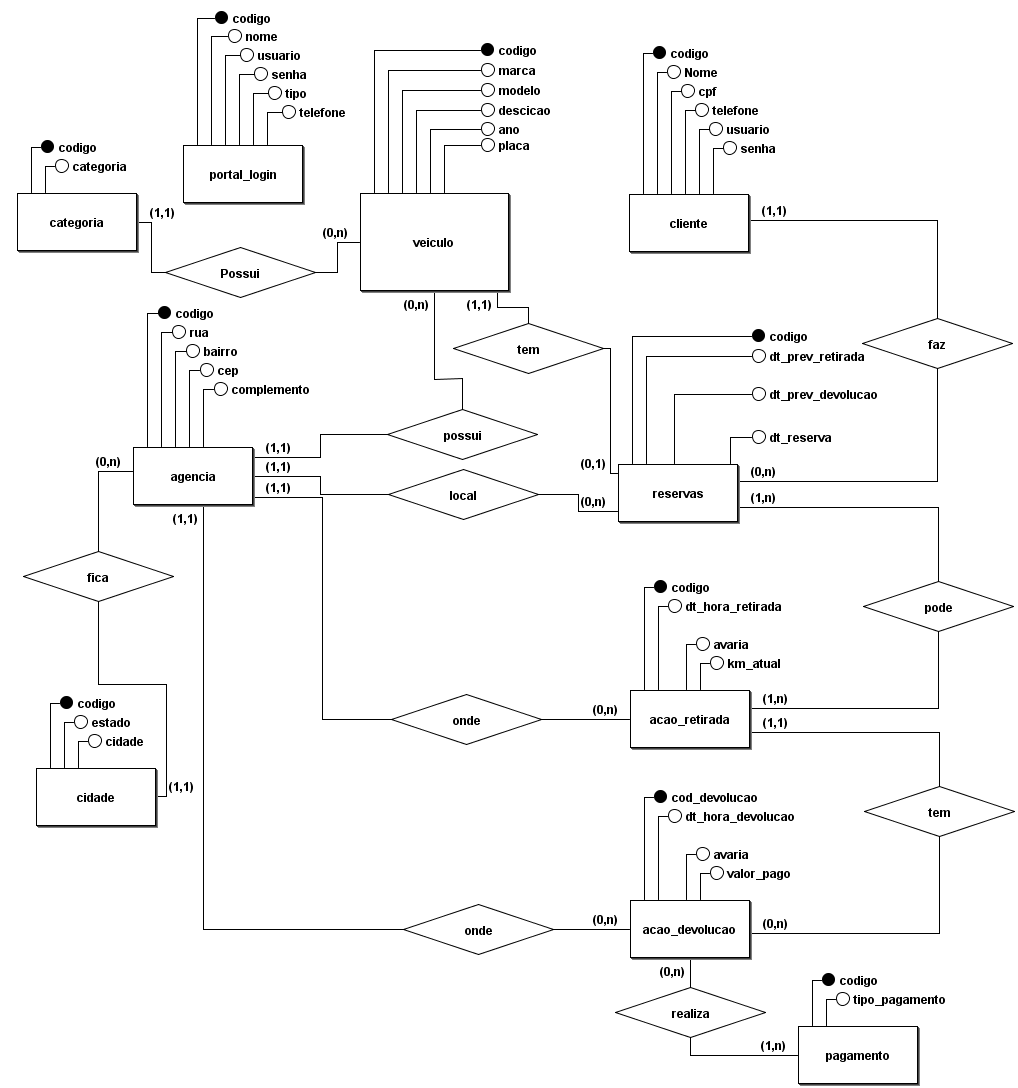 codigo
nome
usuario
senha
tipo
telefone
portal_login
codigo
marca
modelo
descicao
ano
placa
veiculo
codigo
Nome
cpf
telefone
usuario
senha
cliente
codigo
categoria
categoria
(1,1)
Possui
(0,n)
(1,1)
(0,n)
(1,1)
tem
faz
codigo
rua
bairro
cep
complemento
agencia
codigo
dt_prev_retirada
dt_prev_devolucao
dt_reserva
reservas
(1,1)
possui
(0,n)
(1,1)
local
(0,1)
(0,n)
(0,n)
(1,1)
(1,1)
(1,n)
fica
pode
codigo
dt_hora_retirada
avaria
km_atual
acao_retirada
onde
(0,n)
(1,n)
(1,1)
codigo
estado
cidade
cidade
(1,1)
tem
cod_devolucao
dt_hora_devolucao
avaria
valor_pago
acao_devolucao
onde
(0,n)
(0,n)
(0,n)
realiza
(1,n)
codigo
tipo_pagamento
pagamento